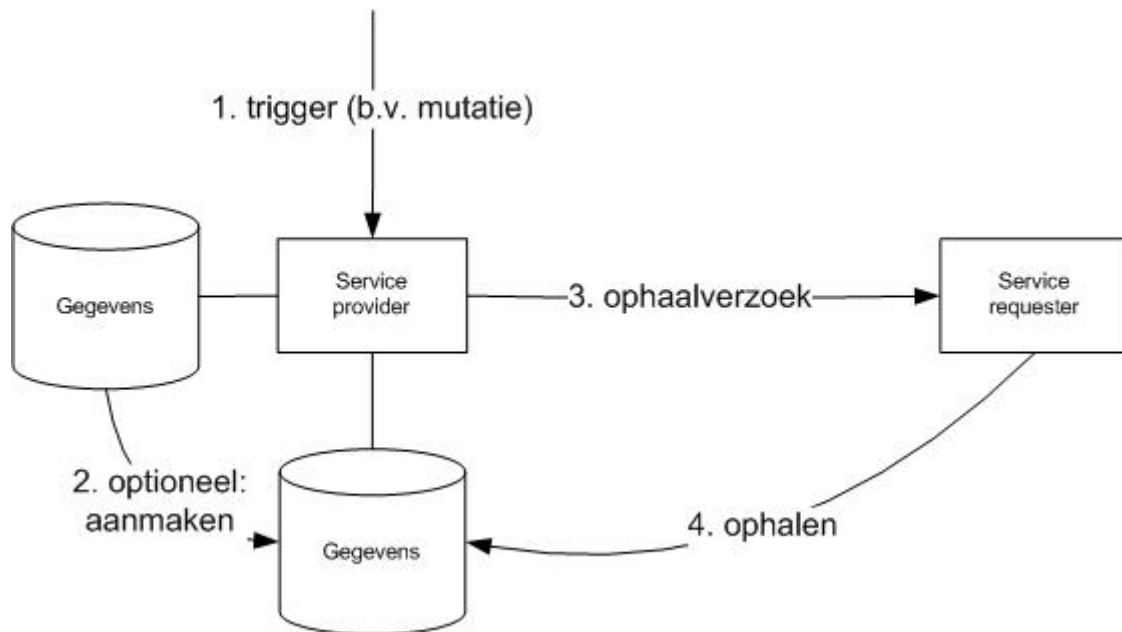 1. trigger (b.v. mutatie)
Gegevens
Service
provider
3. ophaalverzoek
Service
requester
2. optioneel:
aanmaken
Gegevens
4. ophalen